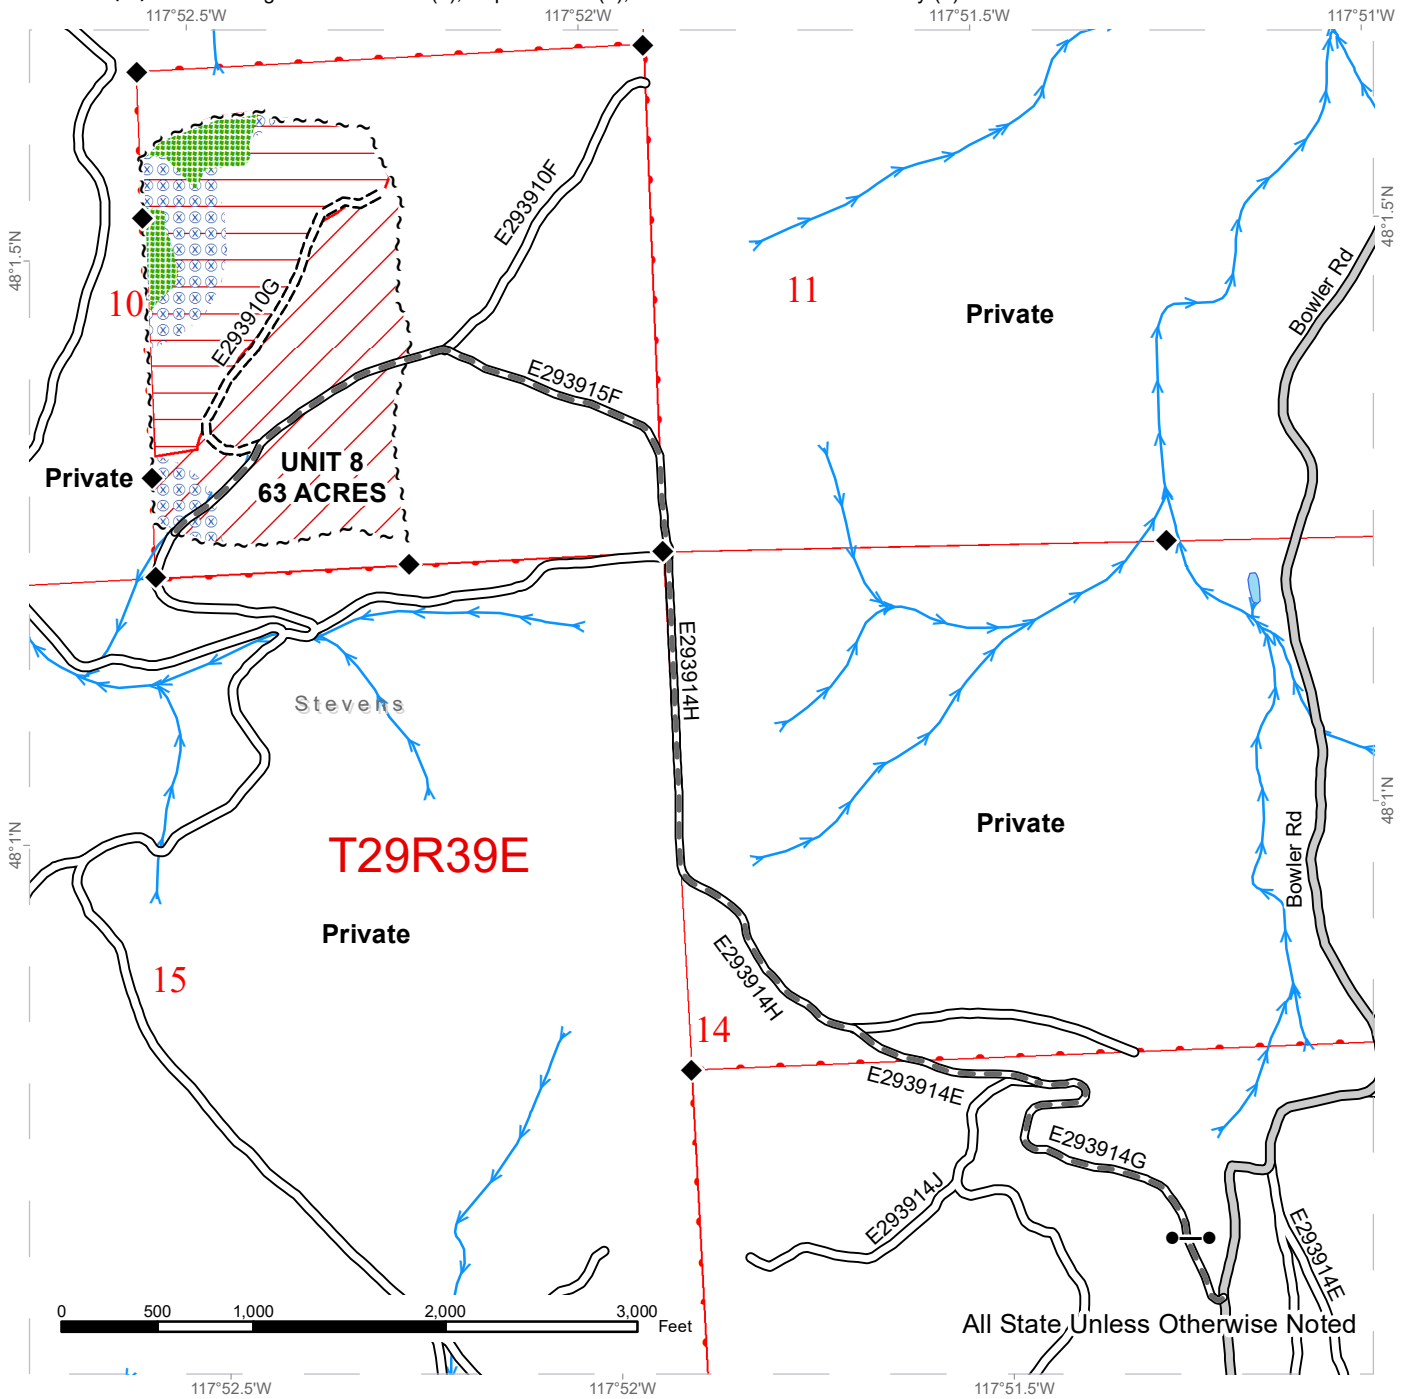 117°52.5'W
117°52'W
117°51.5'W
117°51'W
48°1.5'N
48°1.5'N
E293910F
11
10
Private
Bowler Rd
E293910G
E293915F
UNIT 8
63 ACRES
Private
E293914H
Stevens
Private
48°1'N
48°1'N
T29R39E
Bowler Rd
Private
E293914H
15
14
E293914E
E293914G
E293914J
E293914E
0 500 1,000 2,000 3,000
Feet
All State Unless Otherwise Noted
117°52.5'W
117°52'W
117°51.5'W